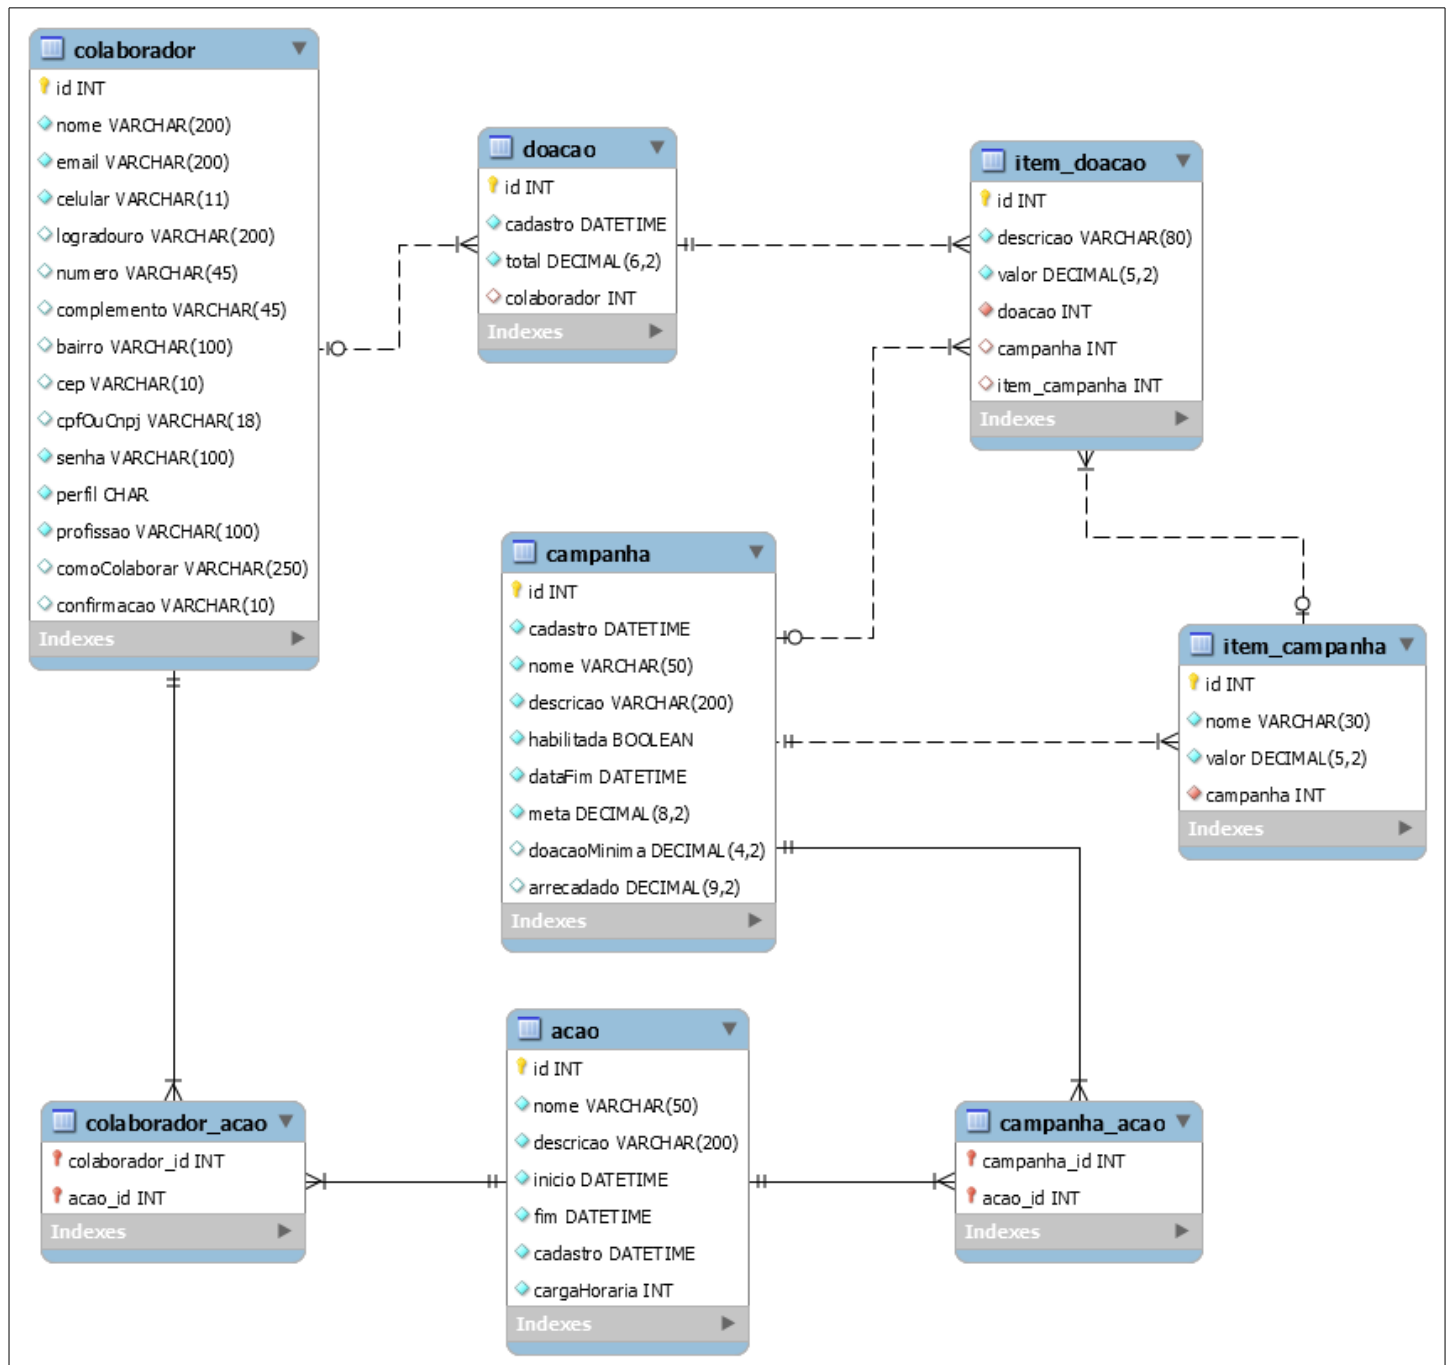 colaborador
id INT
nome VARCHAR(200)
email VARCHAR(200)
celular VARCHAR(11)
logradouro VARCHAR(200)
numero VARCHAR(45)
complemento VARCHAR(45)
bairro VARCHAR(100)
cep VARCHAR(10)
cpfOuCnpj VARCHAR(18)
senha VARCHAR(100)
perfil CHAR
profissao VARCHAR(100)
comoColaborar VARCHAR(250)
confirmacao VARCHAR(10)
Indexes
doacao
id INT
cadastro DATETIME
total DECIMAL(6,2)
colaborador INT
Indexes
item_doacao
id INT
descricao VARCHAR(80)
valor DECIMAL(5,2)
doacao INT
campanha INT
item_campanha INT
Indexes
campanha
id INT
cadastro DATETIME
nome VARCHAR(50)
descricao VARCHAR(200)
habilitada BOOLEAN
dataFim DATETIME
meta DECIMAL(8,2)
doacaoMinima DECIMAL(4,2)
arrecadado DECIMAL(9,2)
Indexes
item_campanha
id INT
nome VARCHAR(30)
valor DECIMAL(5,2)
campanha INT
Indexes
colaborador_acao
colaborador_id INT
acao_id INT
Indexes
acao
id INT
nome VARCHAR(50)
descricao VARCHAR(200)
inicio DATETIME
fim DATETIME
cadastro DATETIME
cargaHoraria INT
Indexes
campanha_acao
campanha_id INT
acao_id INT
Indexes